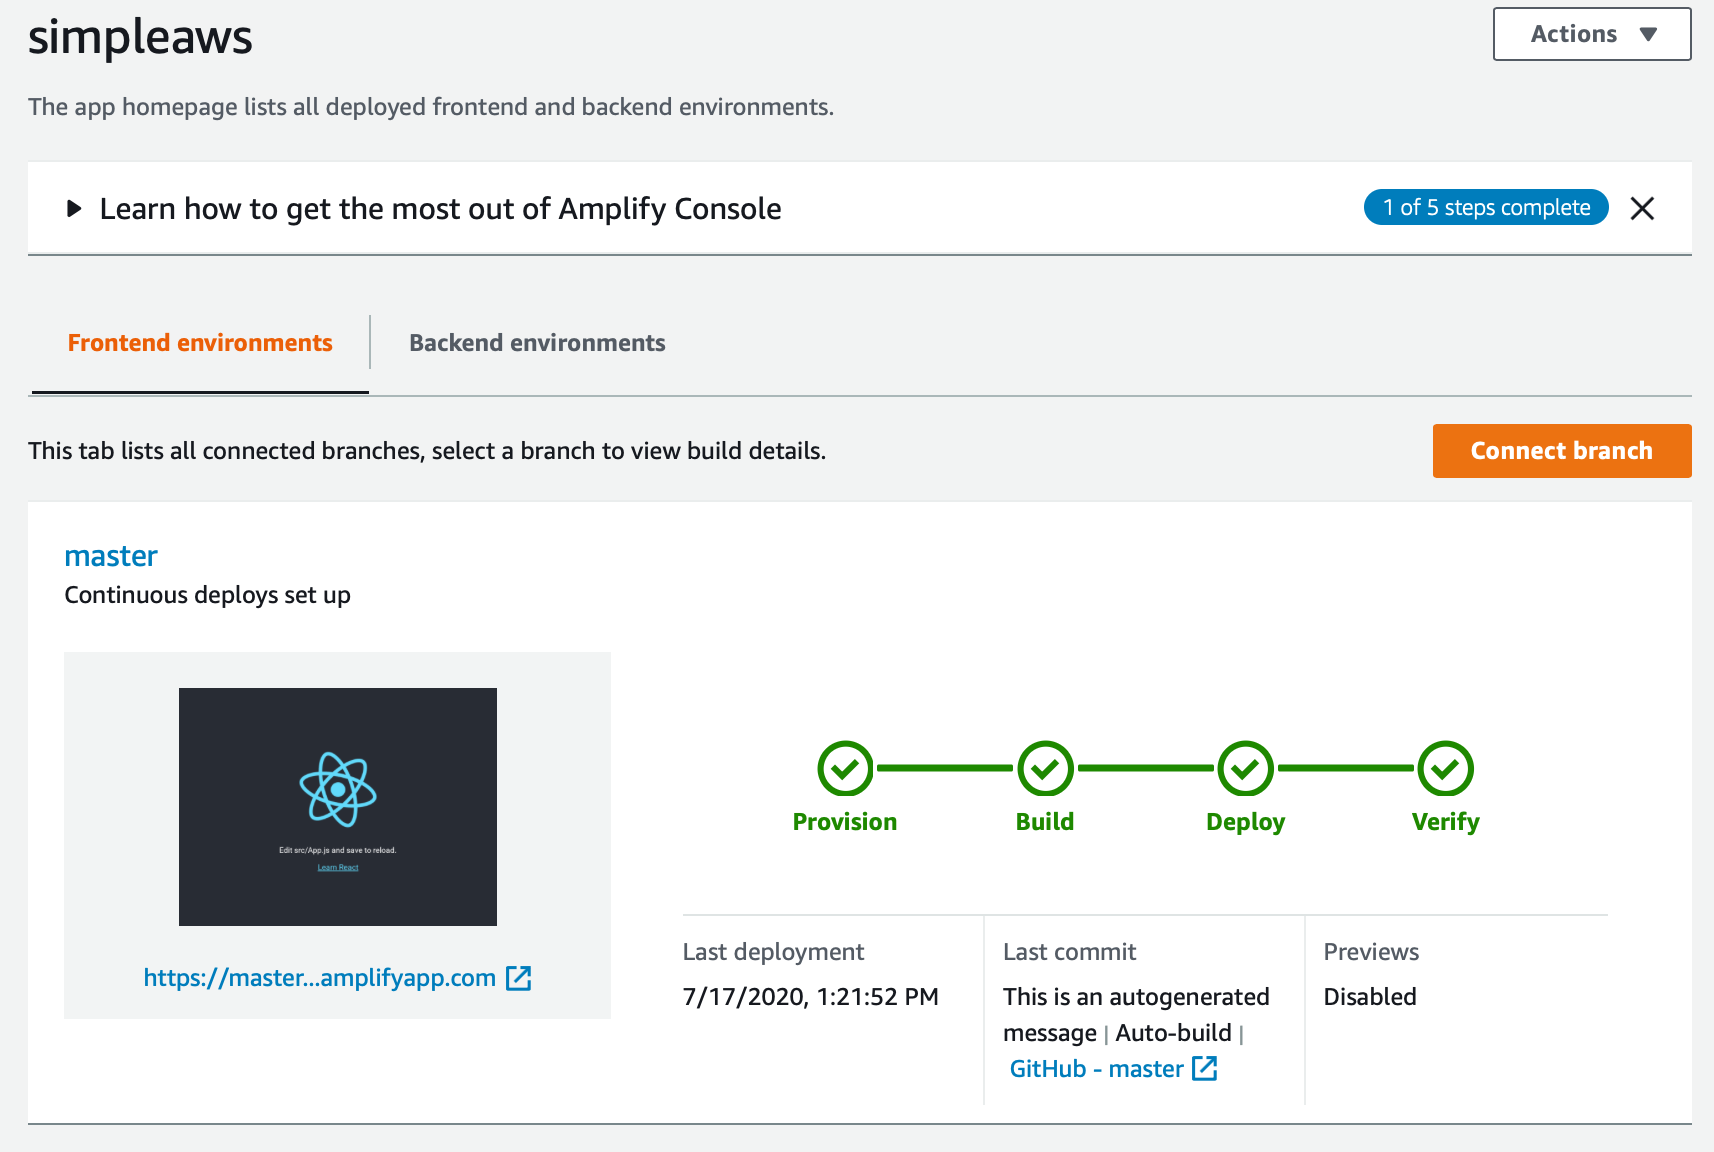 simpleaws
Actions
The app homepage lists all deployed frontend and backend environments.
Learn how to get the most out of Amplify Console
1 of 5 steps complete
Frontend environments
Backend environments
This tab lists all connected branches, select a branch to view build details.
Connect branch
master
Continuous deploys set up
Edit src/App.js and save to reload.
Learn React
https://master...amplifyapp.com
Provision
Build
Deploy
Verify
Last deployment
7/17/2020, 1:21:52 PM
Last commit
This is an autogenerated
message | Auto-build |
GitHub - master
Previews
Disabled